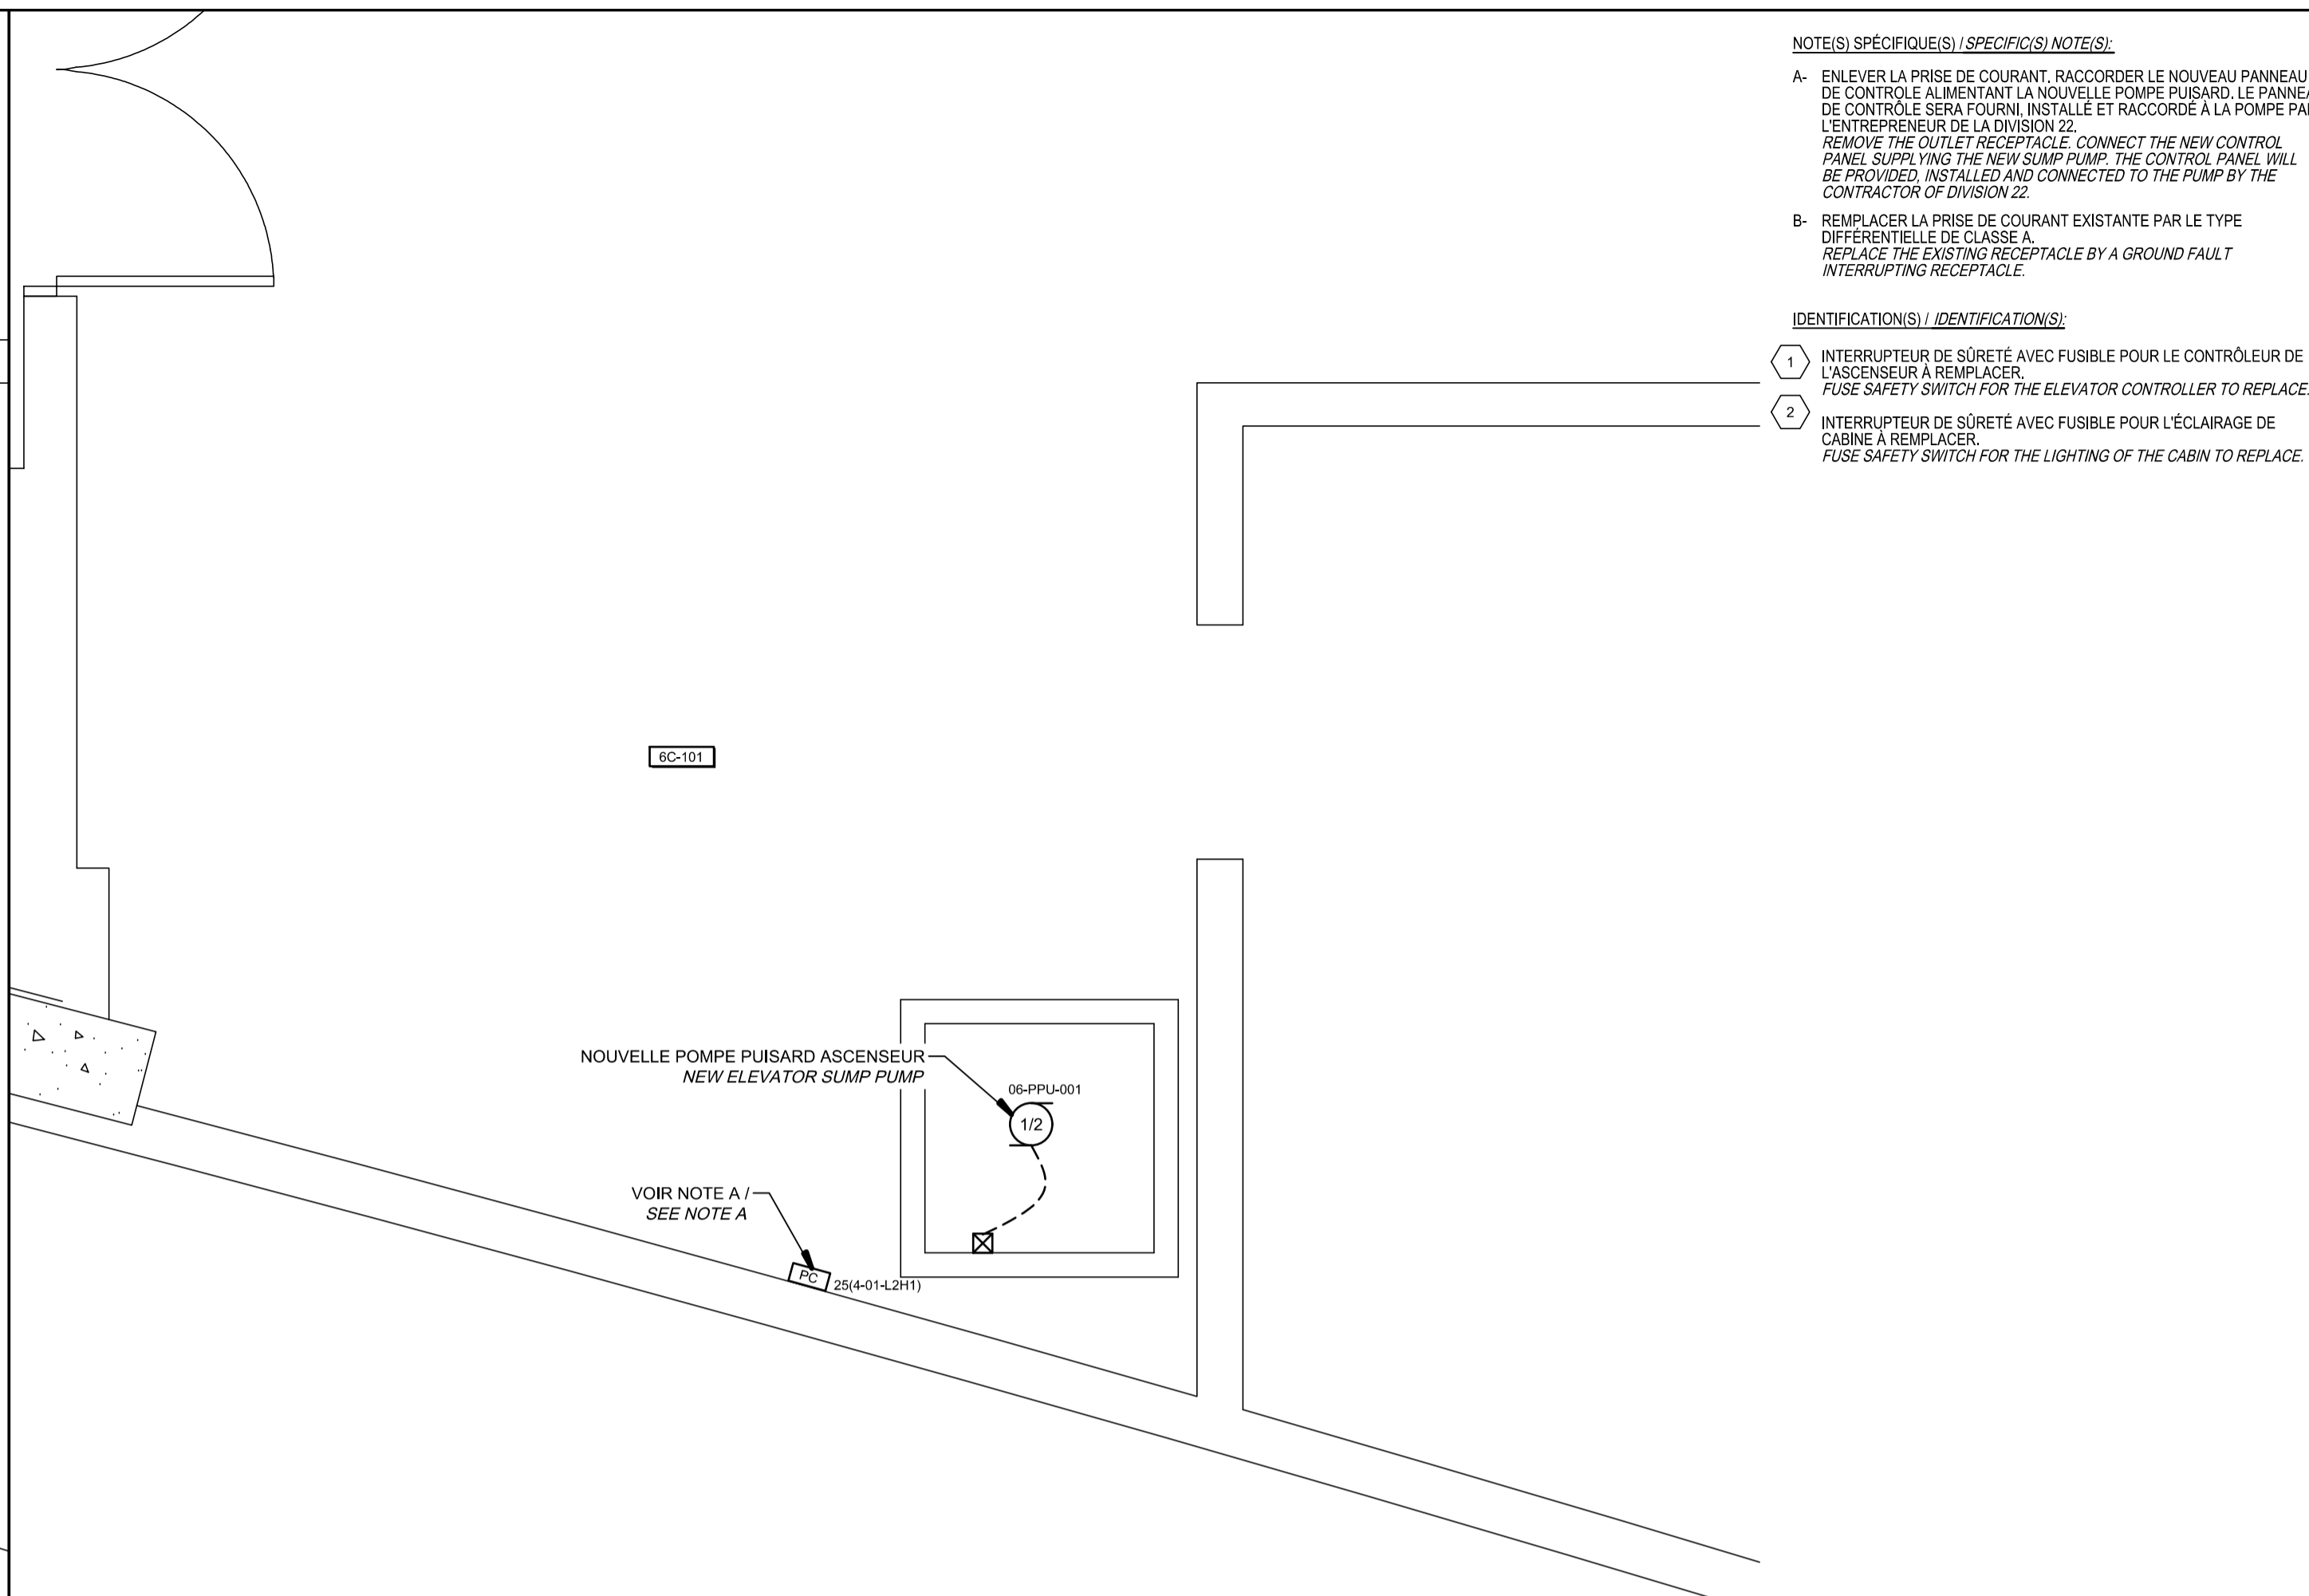 NOTE(S) SPÉCIFIQUE(S) / SPECIFIC(S) NOTE(S):
A- ENLEVER LA PRISE DE COURANT. RACCORDER LE NOUVEAU PANNEAU
DE CONTROLE ALIMENTANT LA NOUVELLE POMPE PUISARD. LE
DE CONTRÔLE SERA FOURNI, INSTALLÉ ET RACCORDÉ À LA POMPE
L'ENTREPRENEUR DE LA DIVISION 22.
REMOVE THE OUTLET RECEPTACLE. CONNECT THE NEW CONTROL
PANEL SUPPLYING THE NEW SUMP PUMP. THE CONTROL PANEL WILL
BE PROVIDED, INSTALLED AND CONNECTED TO THE PUMP BY THE
CONTRACTOR OF DIVISION 22.
B- REMPLACER LA PRISE DE COURANT EXISTANTE PAR LE TYPE
DIFFÉRENTIELLE DE CLASSE A.
REPLACE THE EXISTING RECEPTACLE BY A GROUND FAULT
INTERRUPTING RECEPTACLE.
IDENTIFICATION(S) / IDENTIFICATION(S):
1 INTERRUPTEUR DE SÛRETÉ AVEC FUSIBLE POUR LE CONTRÔLEUR DE
L'ASCENSEUR À REMPLACER.
FUSE SAFETY SWITCH FOR THE ELEVATOR CONTROLLER TO REPLACE.
2 INTERRUPTEUR DE SÛRETÉ AVEC FUSIBLE POUR L'ÉCLAIRAGE DE
CABINE À REMPLACER.
FUSE SAFETY SWITCH FOR THE LIGHTING OF THE CABIN TO REPLACE.
6C-101
NOUVELLE POMPE PUISARD ASCENSEUR
NEW ELEVATOR SUMP PUMP
06-PPU-001
1/2
VOIR NOTE A /
SEE NOTE A
PC
25(4-01-L2H1)